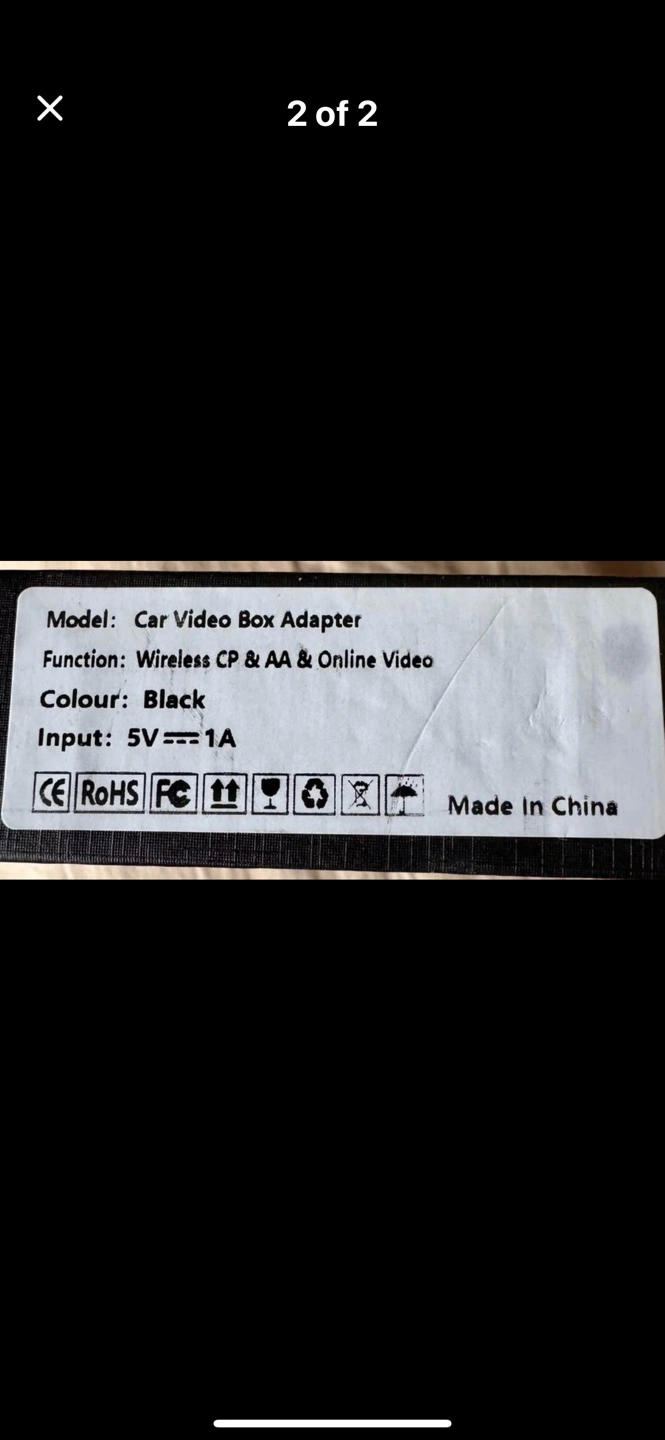 2 of 2
Model: Car Video Box Adapter
Function: Wireless CP & AA & Online Video
Colour: Black
Input: 5V⎓1A
CE RoHS FC Made In China